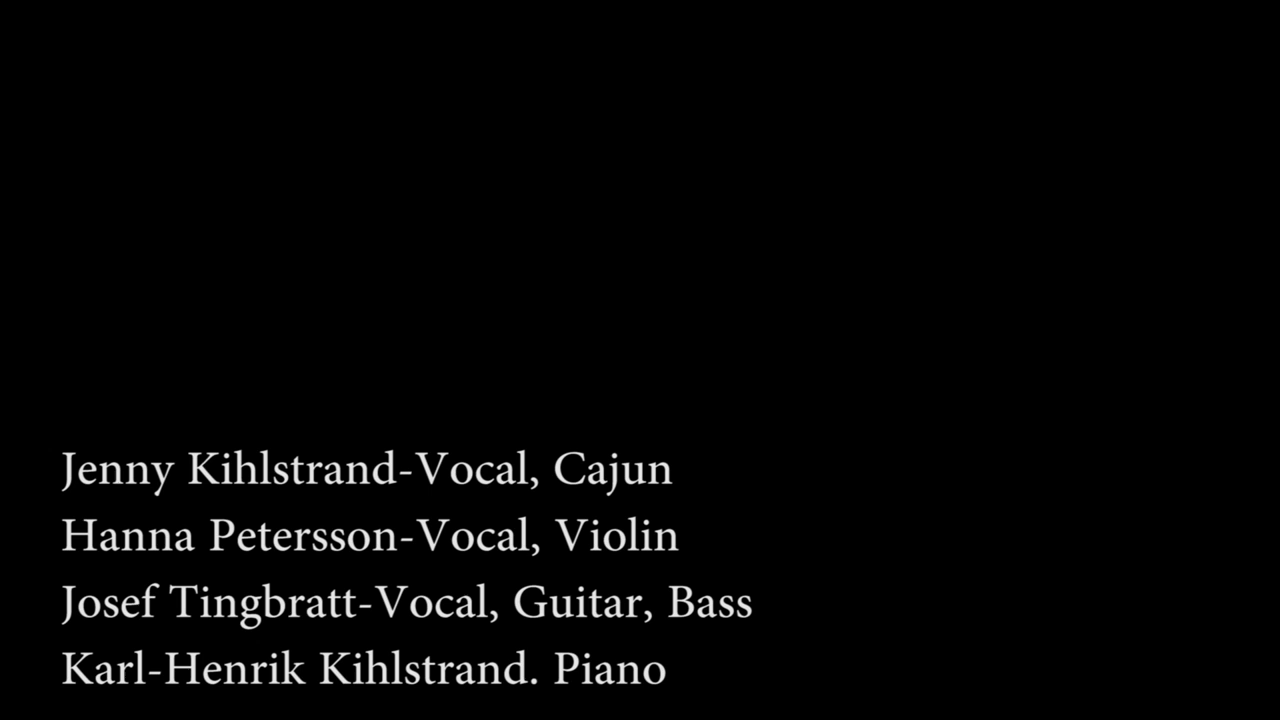 Jenny Kihlstrand-Vocal, Cajun
Hanna Petersson-Vocal, Violin
Josef Tingbratt-Vocal, Guitar, Bass
Karl-Henrik Kihlstrand. Piano